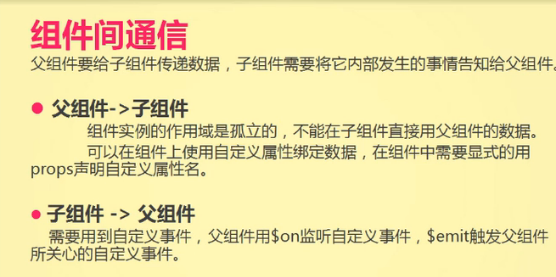 组件间通信
父组件要给子组件传递数据，子组件需要将它内部发生的事情告知给父组件。
● 父组件->子组件
组件实例的作用域是孤立的，不能在子组件直接用父组件的数据。
可以在组件上使用自定义属性绑定数据，在组件中需要显式的用
props声明自定义属性名。
● 子组件 -> 父组件
需要用到自定义事件，父组件用$on监听自定义事件，$emit触发父组件
所关心的自定义事件。